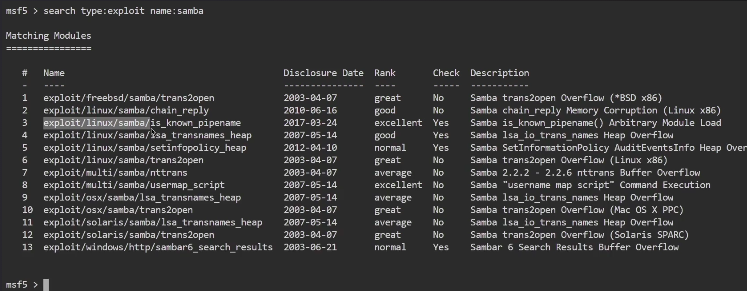 msf5 > search type:exploit name:samba
Matching Modules
================
# Name Disclosure Date Rank Check Description
- ---- --------------- ---- ----- -----------
1 exploit/freebsd/samba/trans2open 2003-04-07 great No Samba trans2open Overflow (*BSD x86)
2 exploit/linux/samba/chain_reply 2010-06-16 good No Samba chain_reply Memory Corruption (Linux x86)
3 exploit/linux/samba/is_known_pipename 2017-03-24 excellent Yes Samba is_known_pipename() Arbitrary Module Load
4 exploit/linux/samba/lsa_transnames_heap 2007-05-14 good Yes Samba lsa_io_trans_names Heap Overflow
5 exploit/linux/samba/setinfopolicy_heap 2012-04-10 normal Yes Samba SetInformationPolicy AuditEventsInfo Heap Overf
6 exploit/linux/samba/trans2open 2003-04-07 great No Samba trans2open Overflow (Linux x86)
7 exploit/multi/samba/nttrans 2003-04-07 average No Samba 2.2.2 - 2.2.6 nttrans Buffer Overflow
8 exploit/multi/samba/usermap_script 2007-05-14 excellent No Samba "username map script" Command Execution
9 exploit/osx/samba/lsa_transnames_heap 2007-05-14 average No Samba lsa_io_trans_names Heap Overflow
10 exploit/osx/samba/trans2open 2003-04-07 great No Samba trans2open Overflow (Mac OS X PPC)
11 exploit/solaris/samba/lsa_transnames_heap 2007-05-14 average No Samba lsa_io_trans_names Heap Overflow
12 exploit/solaris/samba/trans2open 2003-04-07 great No Samba trans2open Overflow (Solaris SPARC)
13 exploit/windows/http/sambar6_search_results 2003-06-21 normal Yes Sambar 6 Search Results Buffer Overflow
msf5 >